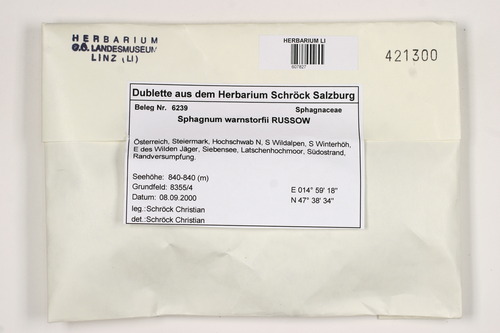 HERBARIUM
O.Ö. LANDESMUSEUM
LINZ (LI)
HERBARIUM LI
607827
421300
Dublette aus dem Herbarium Schröck Salzburg
Beleg Nr. 6239 Sphagnaceae
Sphagnum warnstorfii RUSSOW
Österreich, Steiermark, Hochschwab N, S Wildalpen, S Winterhöh,
E des Wilden Jäger, Siebensee, Latschenhochmoor, Südostrand,
Randversumpfung.
Seehöhe: 840-840 (m)
Grundfeld: 8355/4 E 014° 59' 18"
Datum: 08.09.2000 N 47° 38' 34"
leg.:Schröck Christian
det.:Schröck Christian